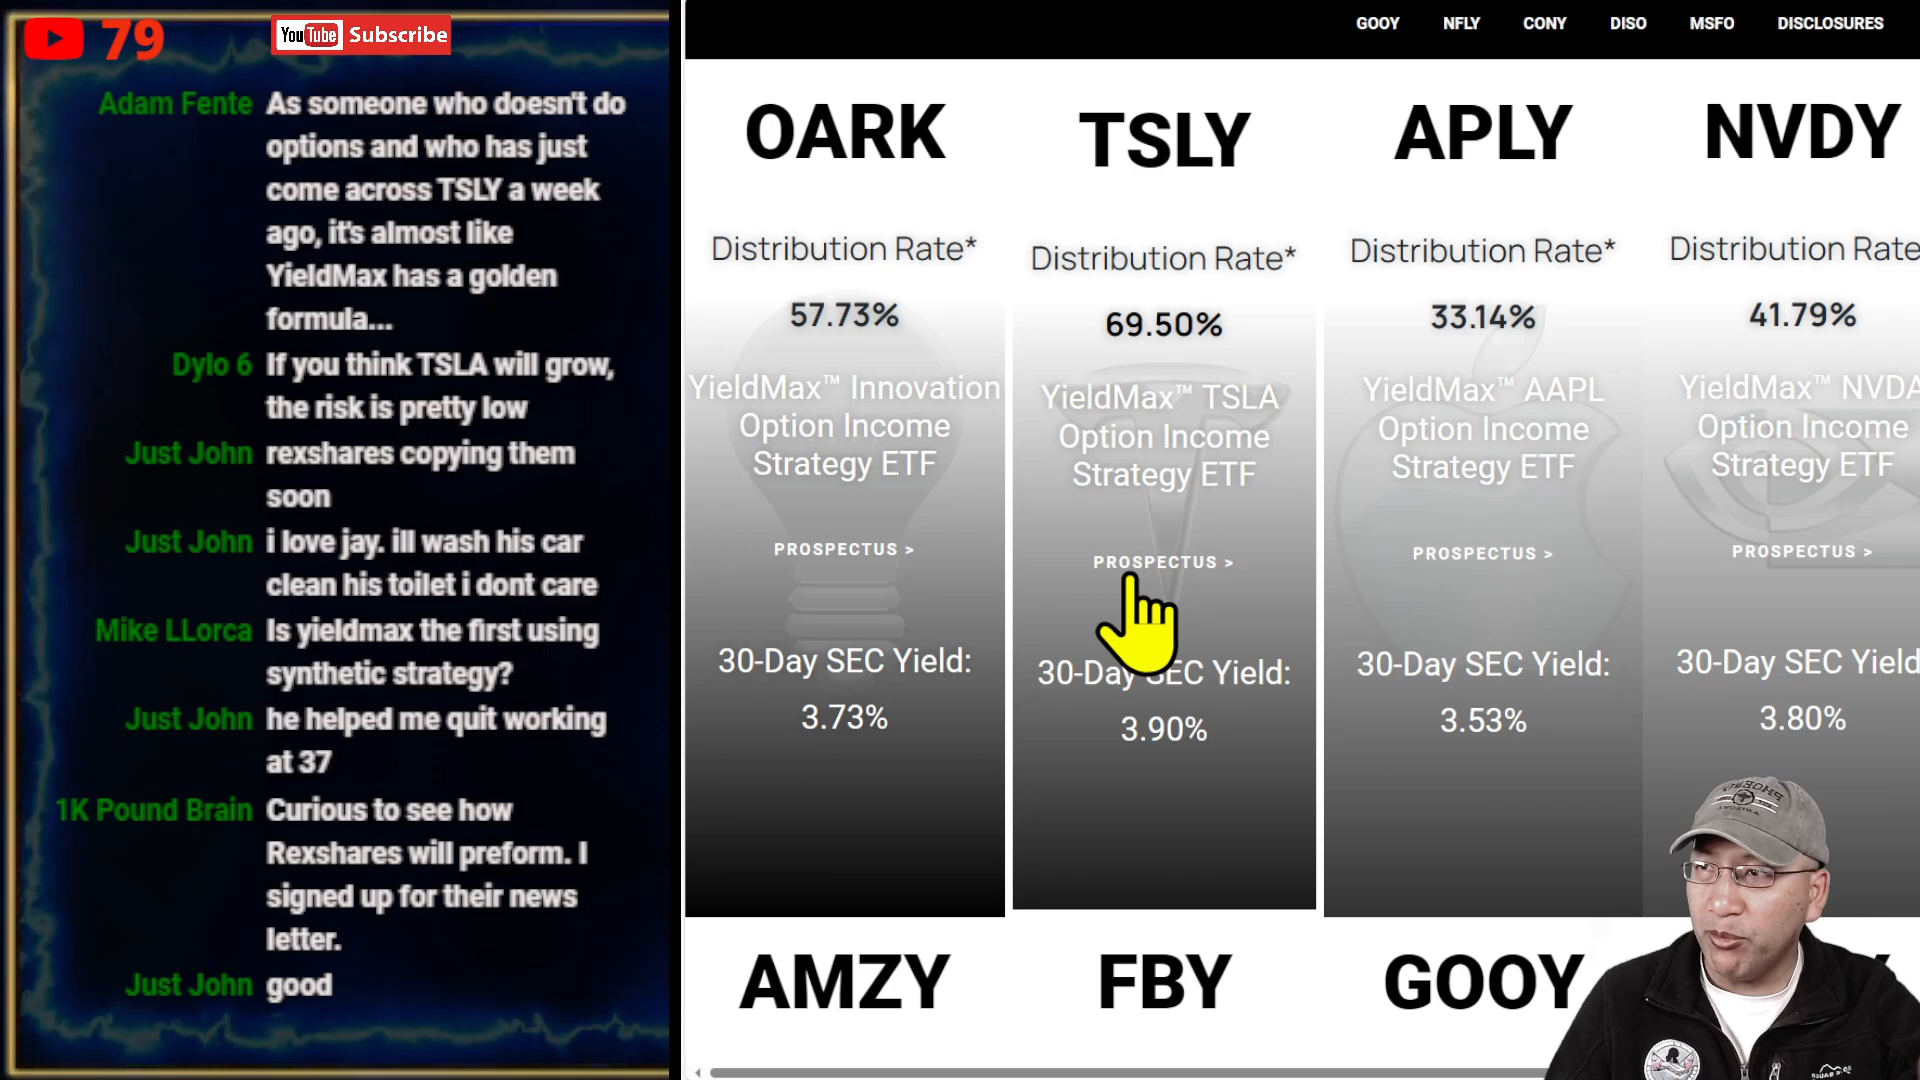 79
YouTube Subscribe
Adam Fente As someone who doesn't do
options and who has just
come across TSLY a week
ago, it's almost like
YieldMax has a golden
formula...
Dylo 6 If you think TSLA will grow,
the risk is pretty low
Just John rexshares copying them
soon
Just John i love jay. ill wash his car
clean his toilet i dont care
Mike LLorca Is yieldmax the first using
synthetic strategy?
Just John he helped me quit working
at 37
1K Pound Brain Curious to see how
Rexshares will preform. I
signed up for their news
letter.
Just John good
GOOY NFLY CONY DISO MSFO DISCLOSURES
OARK
Distribution Rate*
57.73%
YieldMax™ Innovation
Option Income
Strategy ETF
PROSPECTUS >
30-Day SEC Yield:
3.73%
TSLY
Distribution Rate*
69.50%
YieldMax™ TSLA
Option Income
Strategy ETF
PROSPECTUS >
30-Day SEC Yield:
3.90%
APLY
Distribution Rate*
33.14%
YieldMax™ AAPL
Option Income
Strategy ETF
PROSPECTUS >
30-Day SEC Yield:
3.53%
NVDY
Distribution Rate
41.79%
YieldMax™ NVDA
Option Income
Strategy ETF
PROSPECTUS >
30-Day SEC Yield
3.80%
AMZY
FBY
GOOY